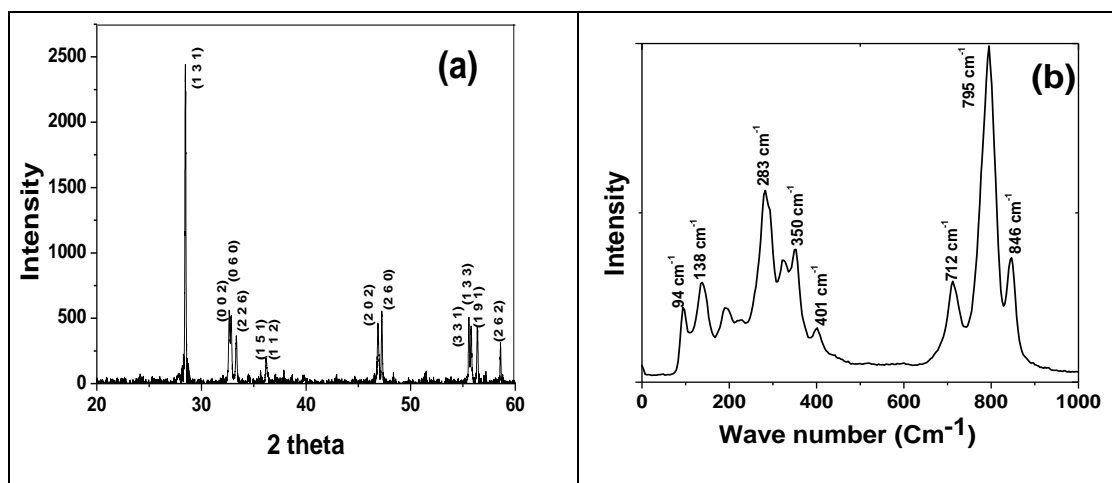 (a)
Intensity
2500
2000
1500
1000
500
0
(1 3 1)
(0 0 2)
(0 6 0)
(2 2 6)
(1 5 1)
(1 1 2)
(2 0 2)
(2 6 0)
(3 3 1)
(1 3 3)
(1 9 1)
(2 6 2)
20 30 40 50 60
2 theta
(b)
Intensity
94 cm-1
138 cm-1
283 cm-1
350 cm-1
401 cm-1
712 cm-1
795 cm-1
846 cm-1
0 200 400 600 800 1000
Wave number (Cm-1)